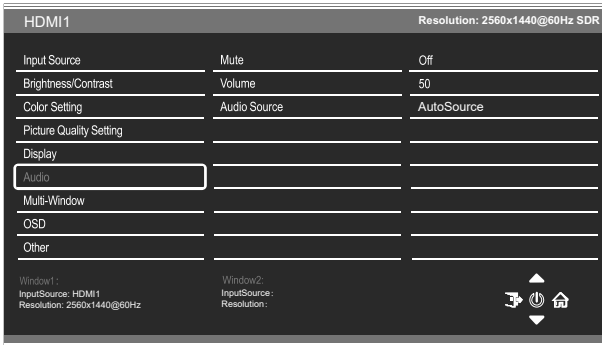 HDMI1 Resolution: 2560x1440@60Hz SDR
Input Source Mute Off
Brightness/Contrast Volume 50
Color Setting Audio Source AutoSource
Picture Quality Setting
Display
Audio
Multi-Window
OSD
Other
Window1: Window2:
InputSource: HDMI1 InputSource:
Resolution: 2560x1440@60Hz Resolution: